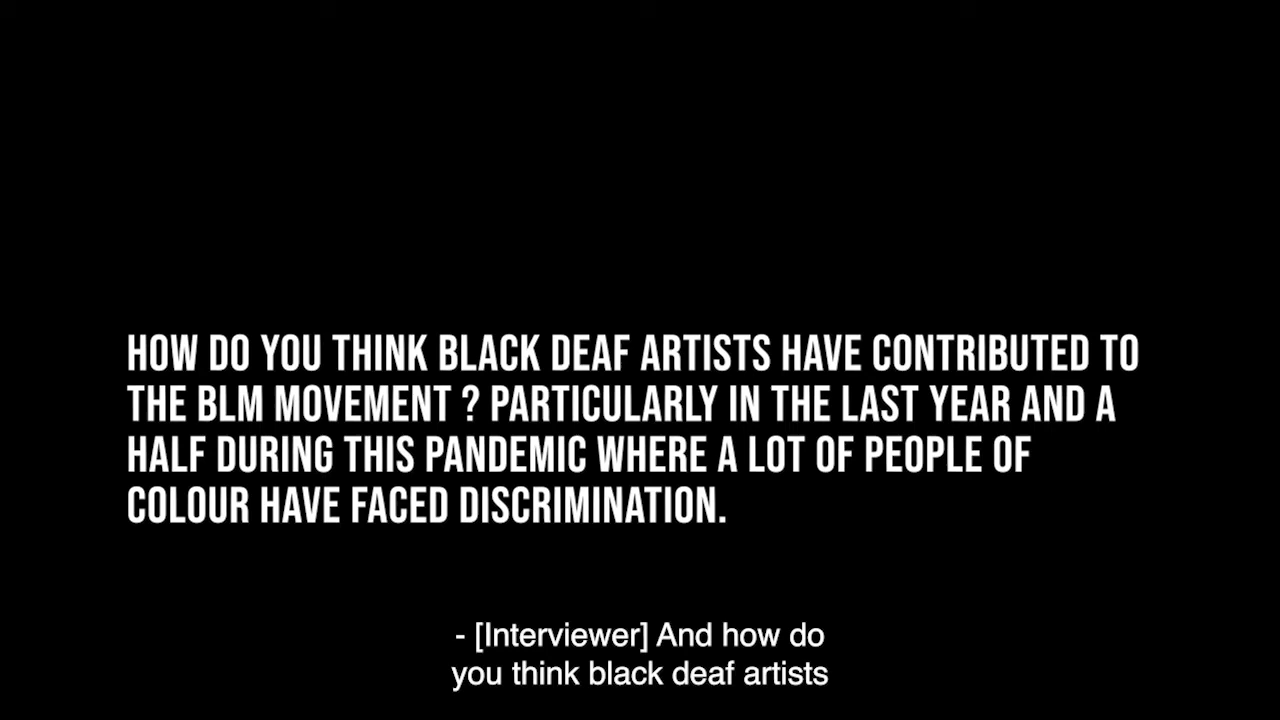 HOW DO YOU THINK BLACK DEAF ARTISTS HAVE CONTRIBUTED TO
THE BLM MOVEMENT ? PARTICULARLY IN THE LAST YEAR AND A
HALF DURING THIS PANDEMIC WHERE A LOT OF PEOPLE OF
COLOUR HAVE FACED DISCRIMINATION.
- [Interviewer] And how do
you think black deaf artists